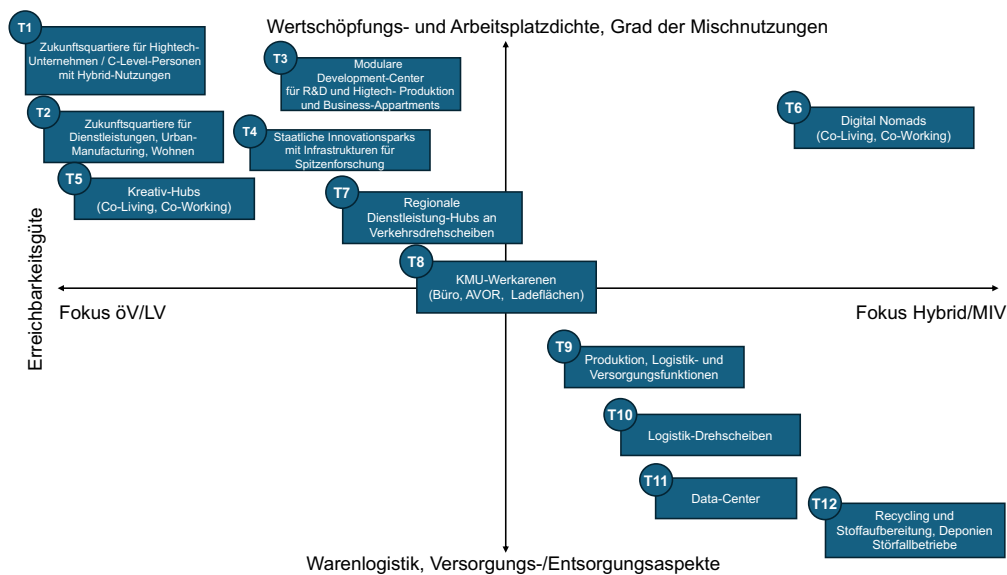 Wertschöpfungs- und Arbeitsplatzdichte, Grad der Mischnutzungen
T1
Zukunftsquartiere für Hightech-
Unternehmen / C-Level-Personen
mit Hybrid-Nutzungen
T3
Modulare
Development-Center
für R&D und Higtech- Produktion
und Business-Appartments
T2
Zukunftsquartiere für
Dienstleistungen, Urban-
Manufacturing, Wohnen
T4
Staatliche Innovationsparks
mit Infrastrukturen für
Spitzenforschung
T6
Digital Nomads
(Co-Living, Co-Working)
T5
Kreativ-Hubs
(Co-Living, Co-Working)
T7
Regionale
Dienstleistung-Hubs an
Verkehrsdrehscheiben
T8
KMU-Werkarenen
(Büro, AVOR, Ladeflächen)
Erreichbarkeitsgüte
Fokus öV/LV
Fokus Hybrid/MIV
T9
Produktion, Logistik- und
Versorgungsfunktionen
T10
Logistik-Drehscheiben
T11
Data-Center
T12
Recycling und
Stoffaufbereitung, Deponien
Störfallbetriebe
Warenlogistik, Versorgungs-/Entsorgungsaspekte